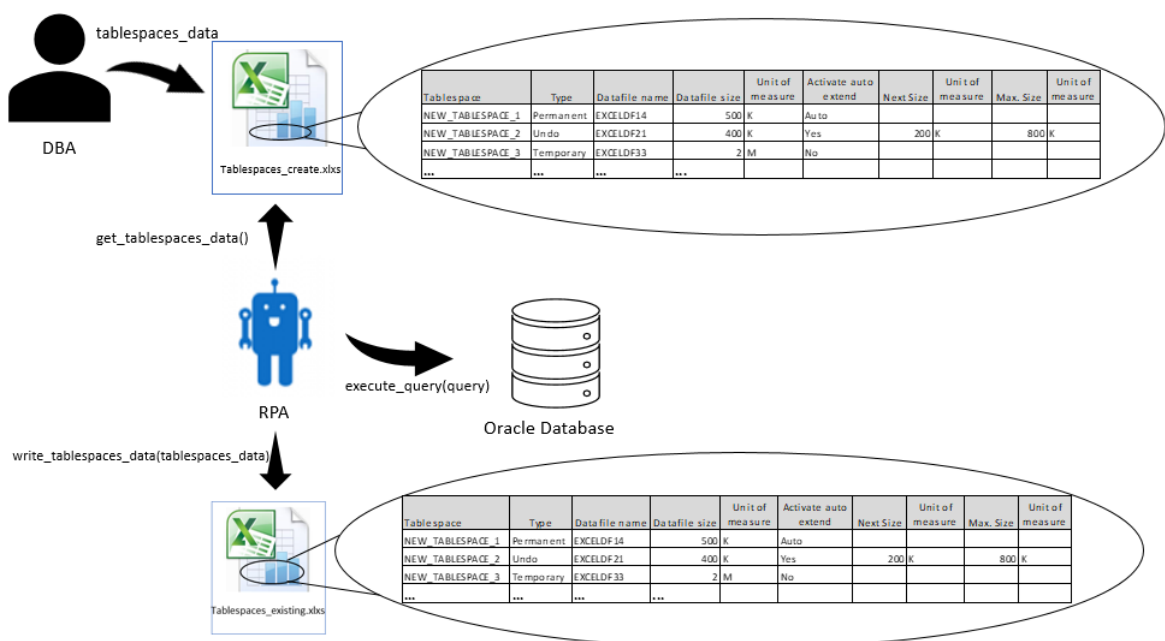 tablespaces_data
DBA
Tablespaces_create.xlxs
Tablespace Type Datafile name Datafile size Unit of measure Activate auto extend Next Size Unit of measure Max. Size Unit of measure
NEW_TABLESPACE_1 Permanent EXCELDF14 500 K Auto
NEW_TABLESPACE_2 Undo EXCELDF21 400 K Yes 200 K 800 K
NEW_TABLESPACE_3 Temporary EXCELDF33 2 M No
... ... ... ...
get_tablespaces_data()
RPA
execute_query(query)
Oracle Database
write_tablespaces_data(tablespaces_data)
Tablespaces_existing.xlxs
Tablespace Type Datafile name Datafile size Unit of measure Activate auto extend Next Size Unit of measure Max. Size Unit of measure
NEW_TABLESPACE_1 Permanent EXCELDF14 500 K Auto
NEW_TABLESPACE_2 Undo EXCELDF21 400 K Yes 200 K 800 K
NEW_TABLESPACE_3 Temporary EXCELDF33 2 M No
... ... ... ...